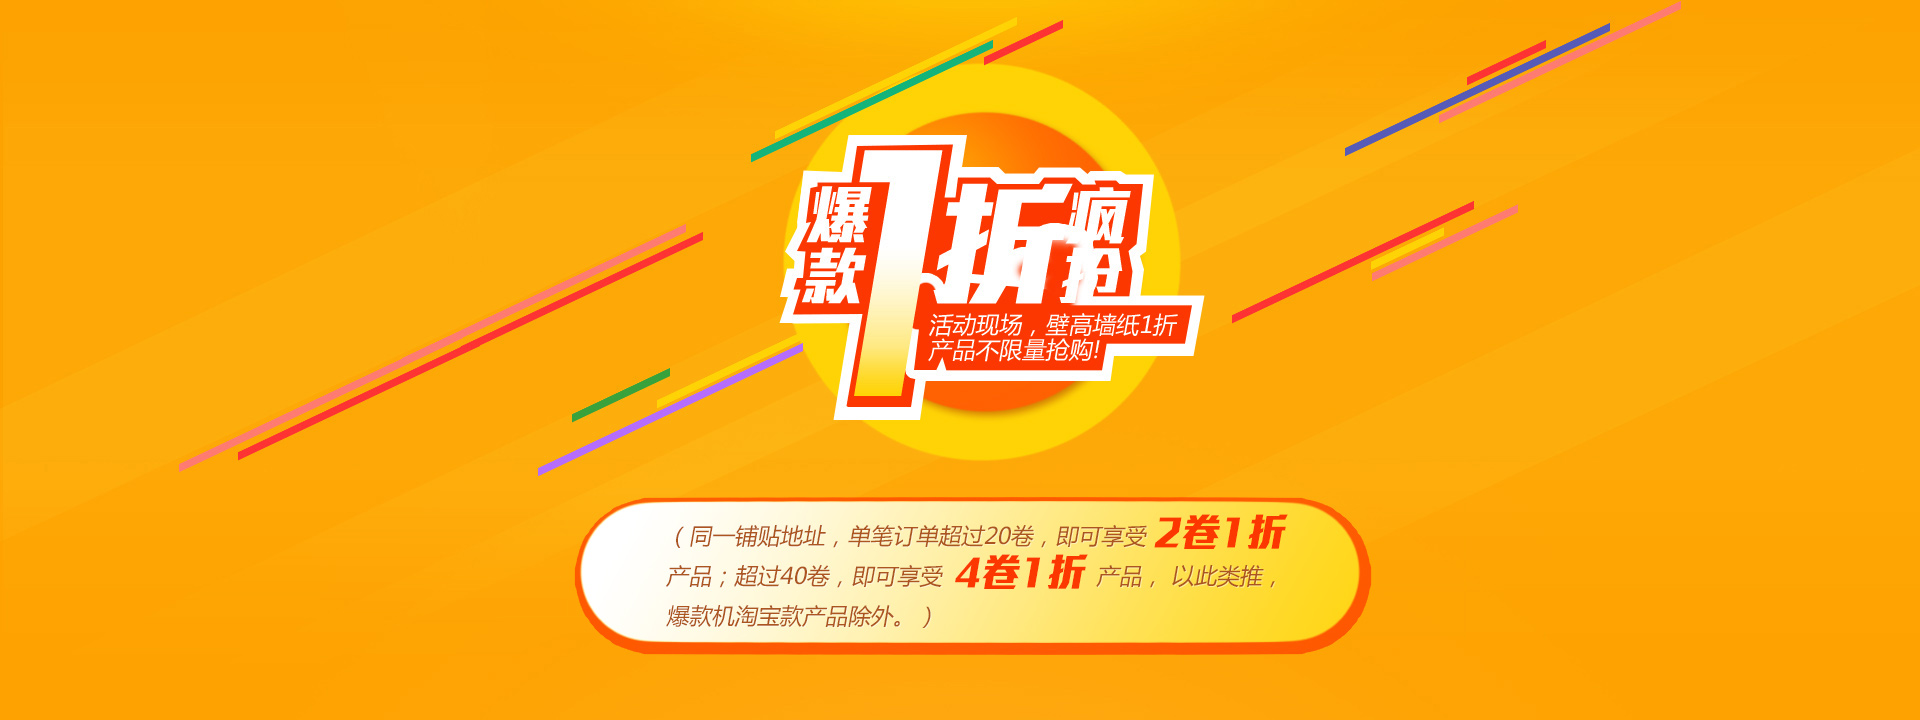 爆款1折疯抢
活动现场，壁高墙纸1折
产品不限量抢购!
（同一铺贴地址，单笔订单超过20卷，即可享受 2卷1折
产品；超过40卷，即可享受 4卷1折 产品， 以此类推，
爆款机淘宝款产品除外。）